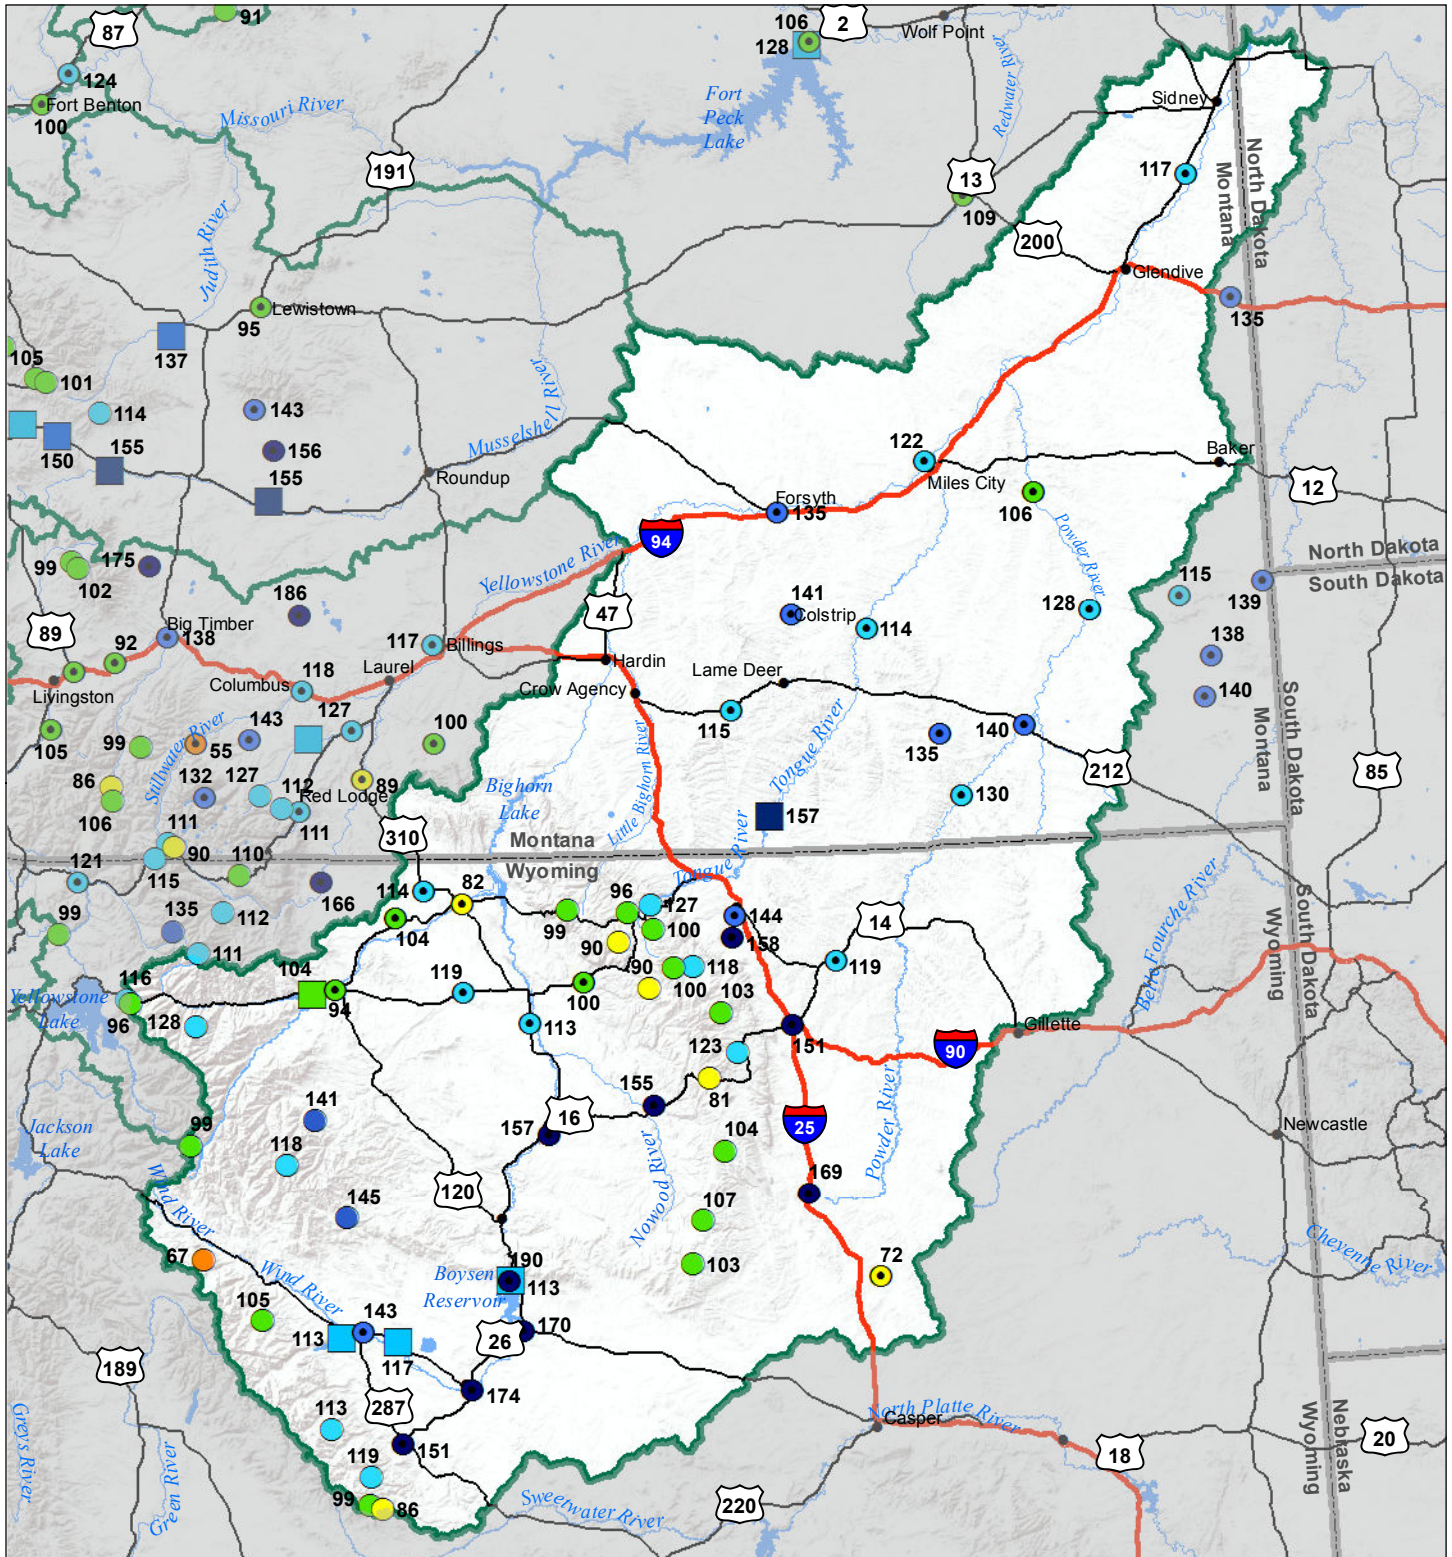 91
87
106
2
Wolf Point
128
124
Fort Benton
100
Missouri River
Fort
Peck
Lake
Redwater River
Sidney
191
13
117
North Dakota
Montana
109
Judith River
200
Glendive
95
Lewistown
135
105
137
101
114
143
Musselshell River
122
Baker
150
155
156
155
Roundup
Miles City
12
Forsyth
135
106
Powder River
94
Yellowstone River
North Dakota
South Dakota
99
102
175
186
141
Colstrip
115
139
89
Big Timber
138
47
128
114
92
117
Billings
Hardin
138
Livingston
Columbus
118
Laurel
Lame Deer
Crow Agency
140
South Dakota
Montana
105
99
Stillwater River
143
55
127
100
115
135
140
212
85
86
132
127
112
89
Red Lodge
Bighorn
Lake
Little Bighorn River
Tongue River
130
106
111
111
310
157
Montana
Wyoming
90
121
115
110
166
114
82
Tongue River
Tongue River
96
127
144
14
Belle Fourche River
South Dakota
Wyoming
99
135
112
104
99
100
158
111
90
90
118
119
116
104
119
100
100
103
Yellowstone
Lake
96
128
94
113
151
Gillette
123
90
81
155
16
157
25
Powder River
Newcastle
141
99
118
Jackson
Lake
104
Nowood River
169
Wind River
120
145
107
103
72
Cheyenne River
67
Wind River
190
113
Boysen
Reservoir
105
143
113
117
26
170
189
174
287
Greys River
Green River
113
151
North Platte River
Casper
18
Nebraska
Wyoming
20
119
99
86
Sweetwater River
220